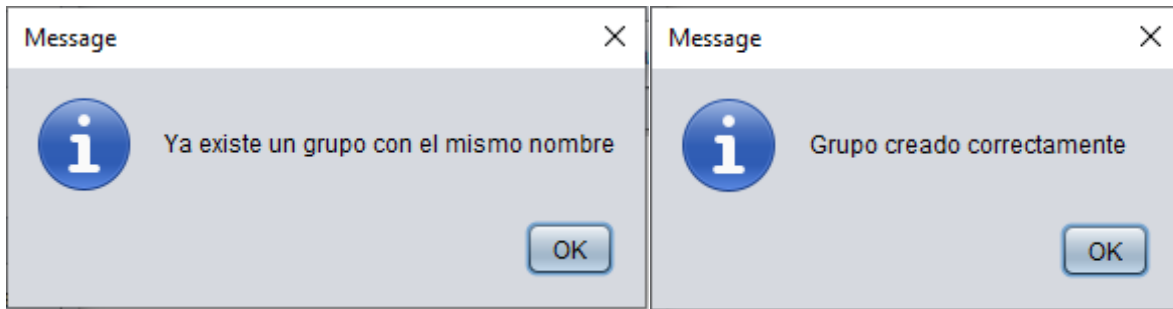 Message
Ya existe un grupo con el mismo nombre
OK
Message
Grupo creado correctamente
OK